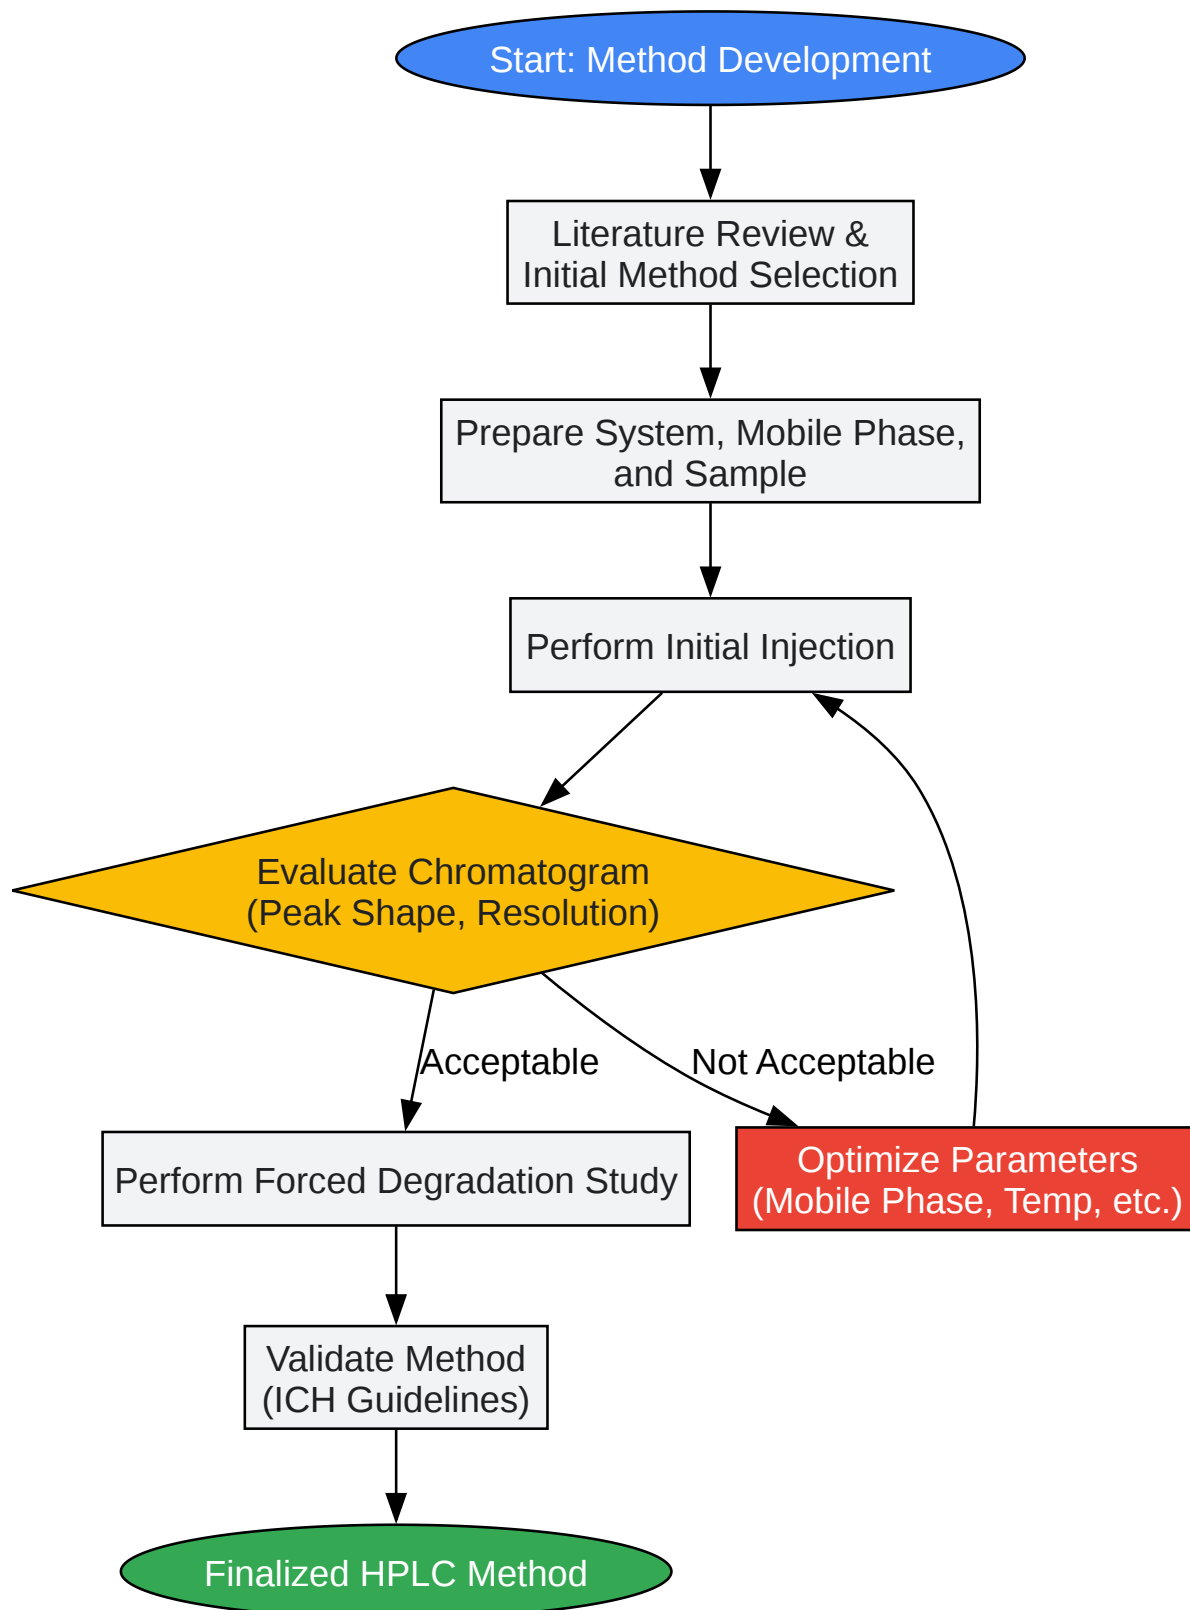 Start: Method Development
Literature Review &
Initial Method Selection
Prepare System, Mobile Phase,
and Sample
Perform Initial Injection
Evaluate Chromatogram
(Peak Shape, Resolution)
Acceptable
Not Acceptable
Optimize Parameters
(Mobile Phase, Temp, etc.)
Perform Forced Degradation Study
Validate Method
(ICH Guidelines)
Finalized HPLC Method